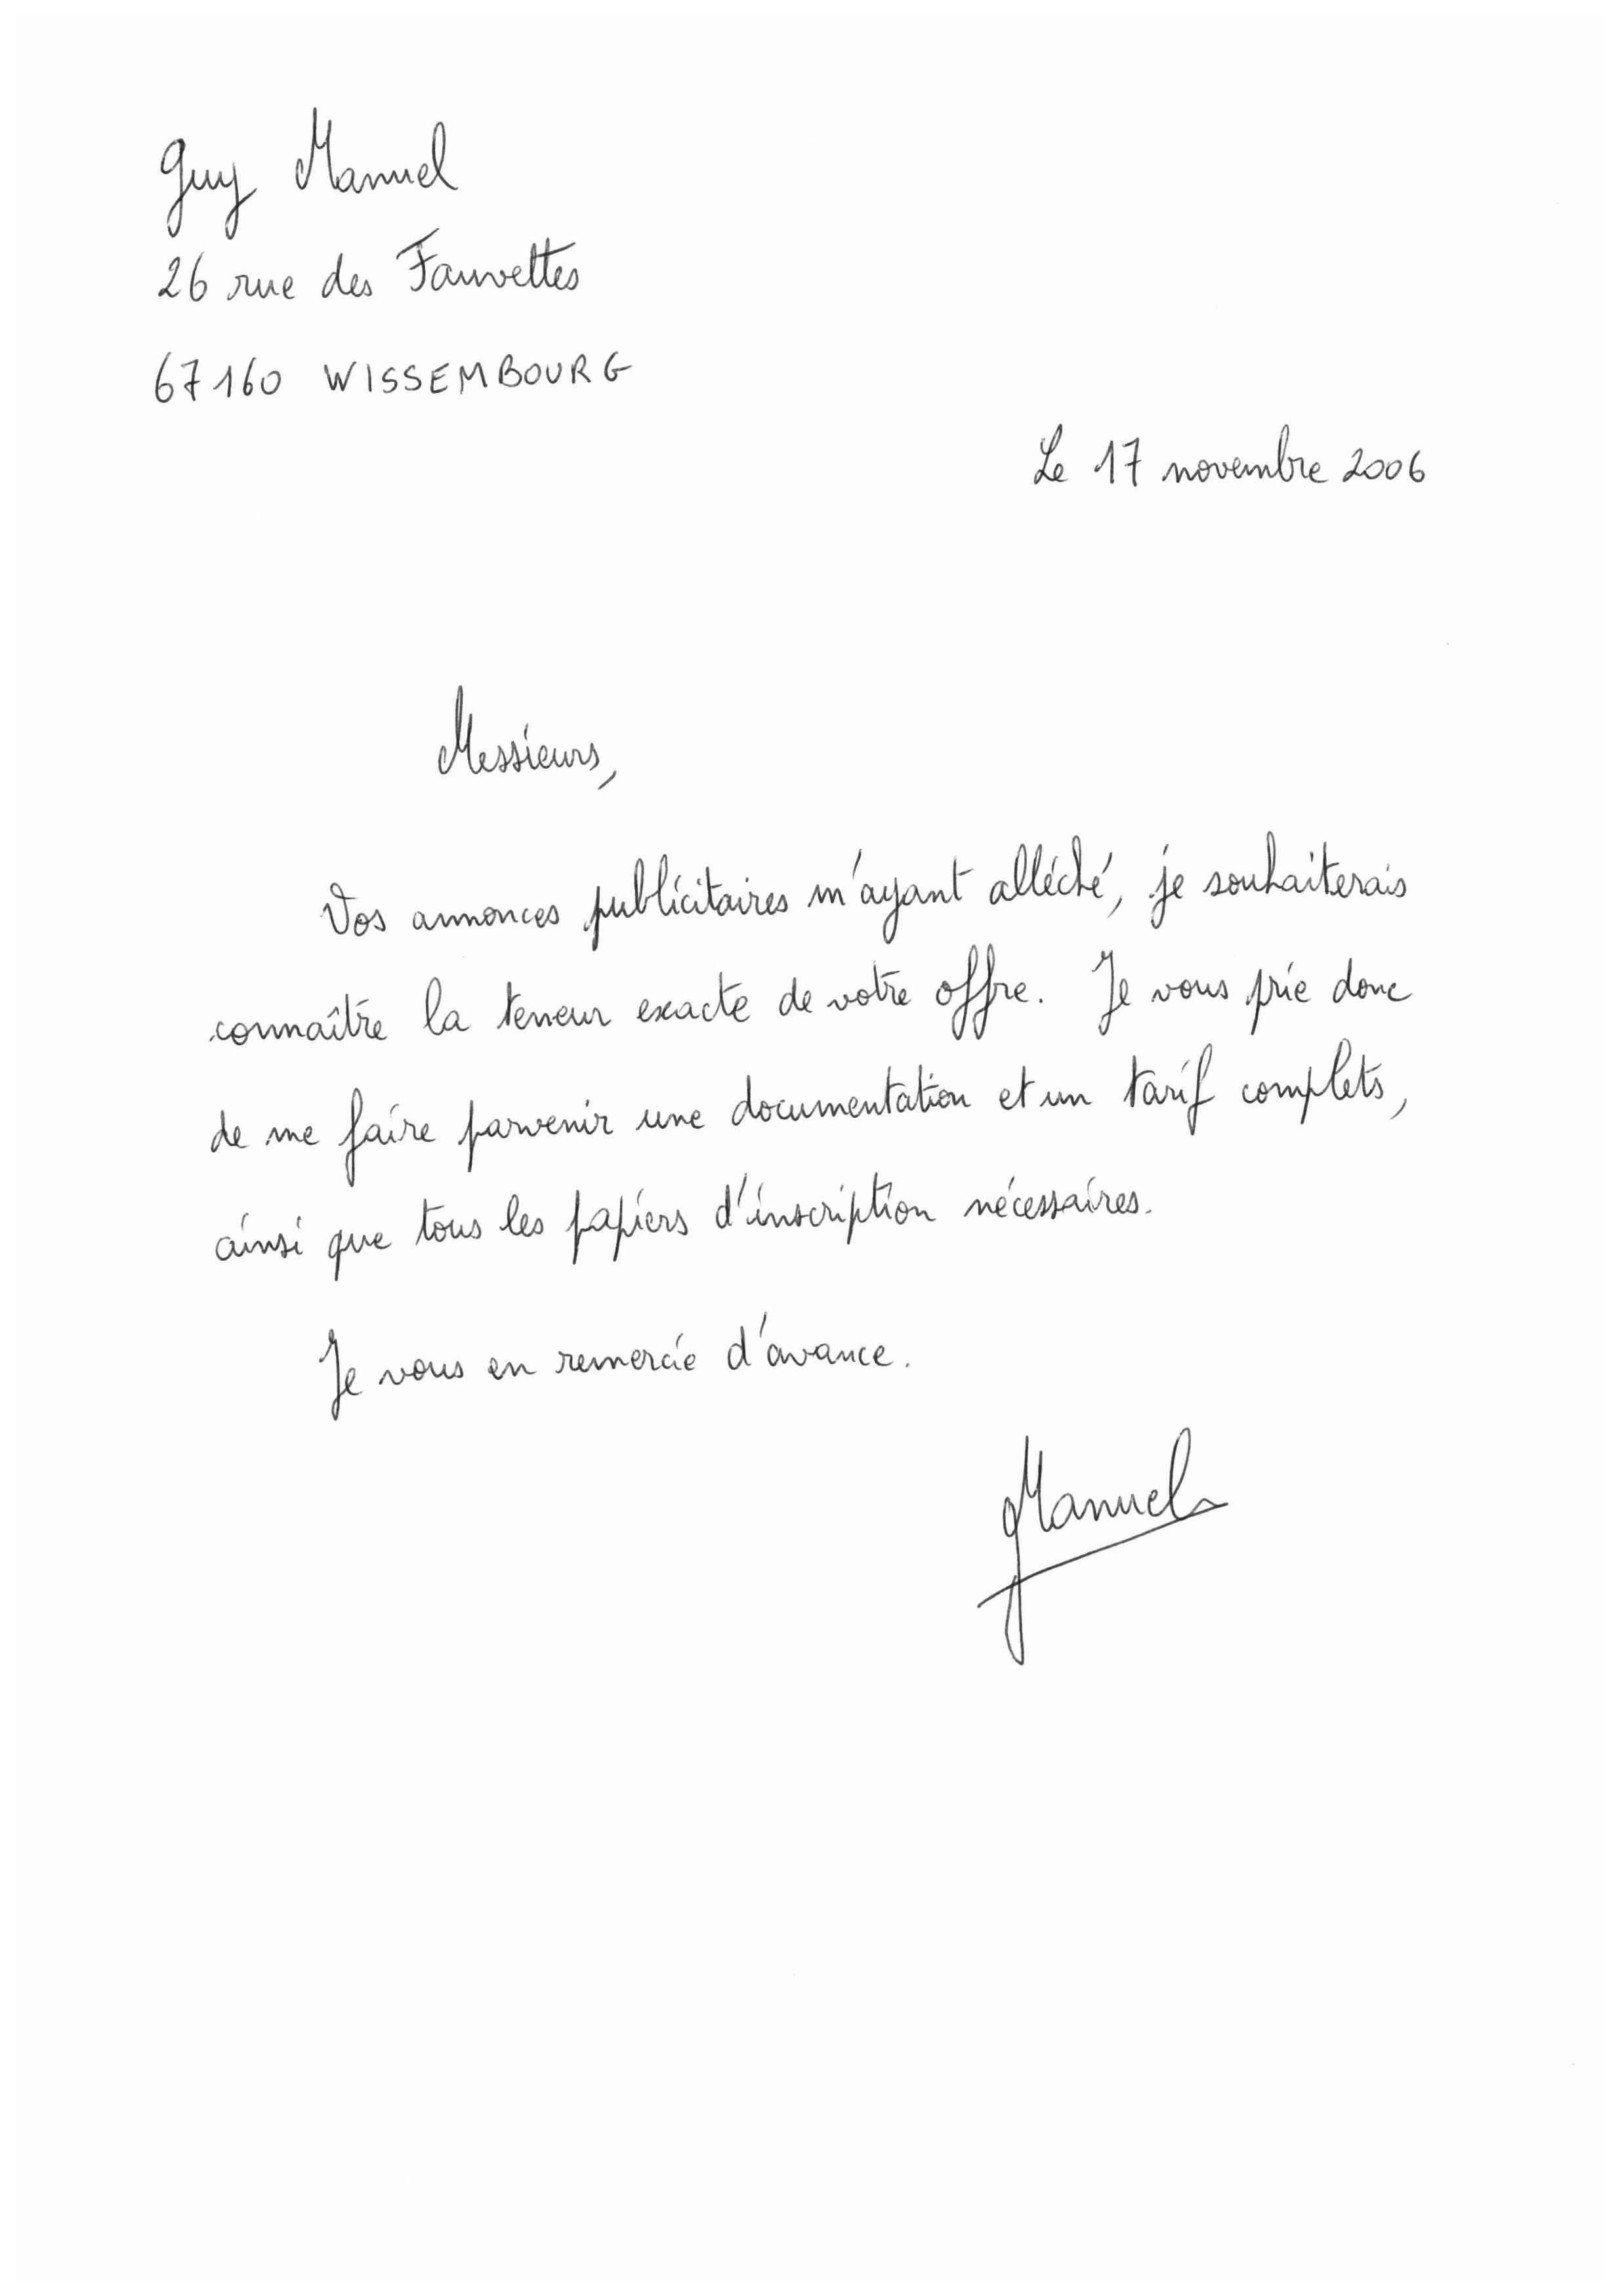 Guy Manuel
26 rue des Fauvettes
67160 WISSEMBOURG
Le 17 novembre 2006
Messieurs,
Vos annonces publicitaires m'ayant alléché, je souhaiterais
connaître la teneur exacte de votre offre. Je vous prie donc
de me faire parvenir une documentation et un tarif complets,
ainsi que tous les papiers d'inscription nécessaires.
Je vous en remercie d'avance.
Manuel